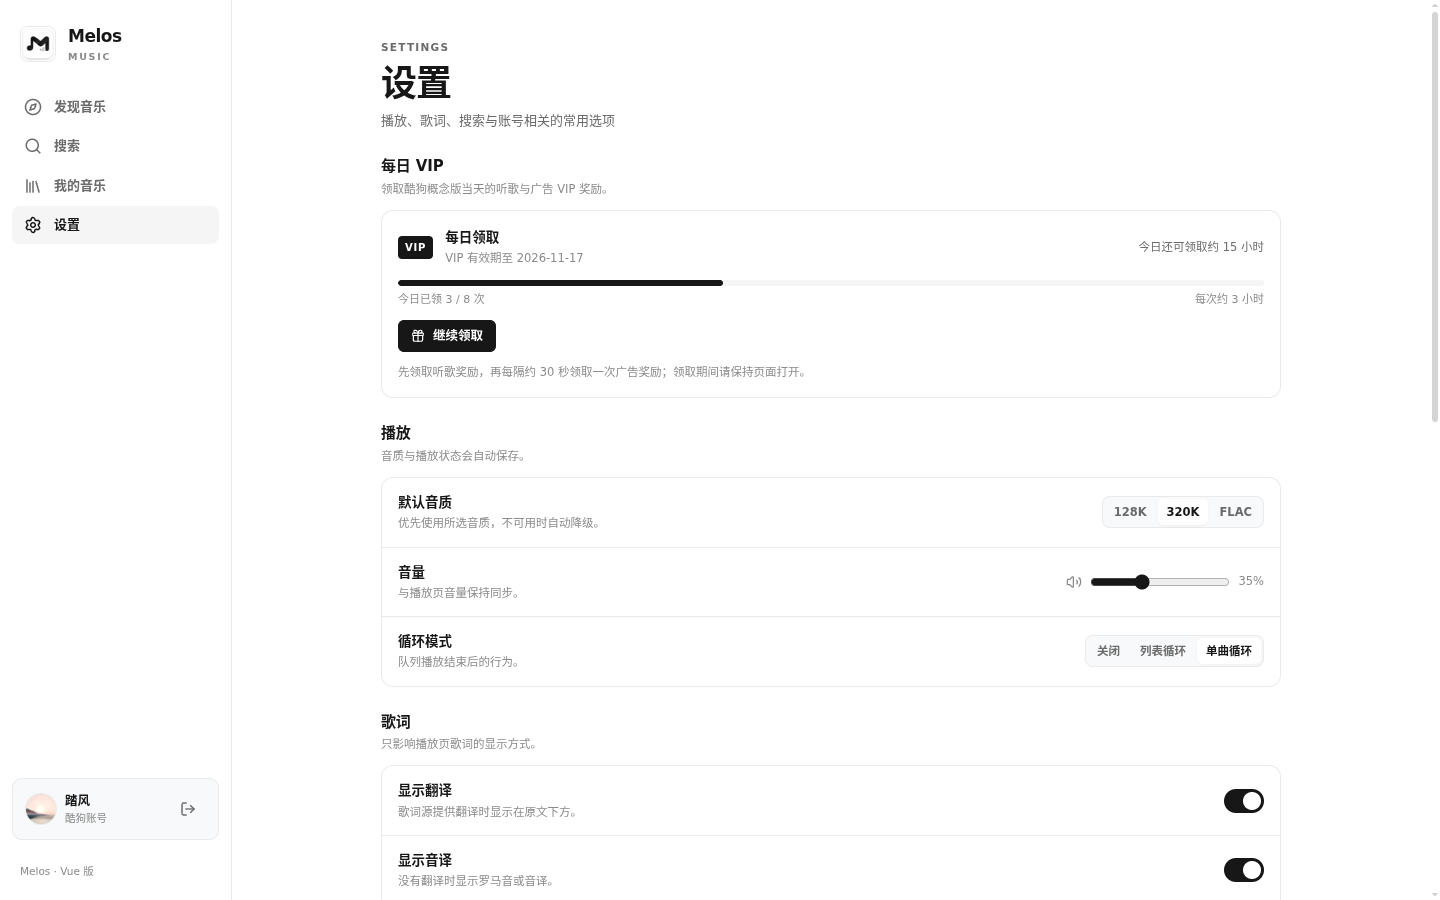 Melos
MUSIC
发现音乐
搜索
我的音乐
设置
踏风
酷狗账号
Melos · Vue 版
SETTINGS
设置
播放、歌词、搜索与账号相关的常用选项
每日 VIP
领取酷狗概念版当天的听歌与广告 VIP 奖励。
VIP
每日领取
VIP 有效期至 2026-11-17
今日还可领取约 15 小时
今日已领 3 / 8 次
每次约 3 小时
继续领取
先领取听歌奖励，再每隔约 30 秒领取一次广告奖励；领取期间请保持页面打开。
播放
音质与播放状态会自动保存。
默认音质
优先使用所选音质，不可用时自动降级。
128K 320K FLAC
音量
与播放页音量保持同步。
35%
循环模式
队列播放结束后的行为。
关闭 列表循环 单曲循环
歌词
只影响播放页歌词的显示方式。
显示翻译
歌词源提供翻译时显示在原文下方。
显示音译
没有翻译时显示罗马音或音译。